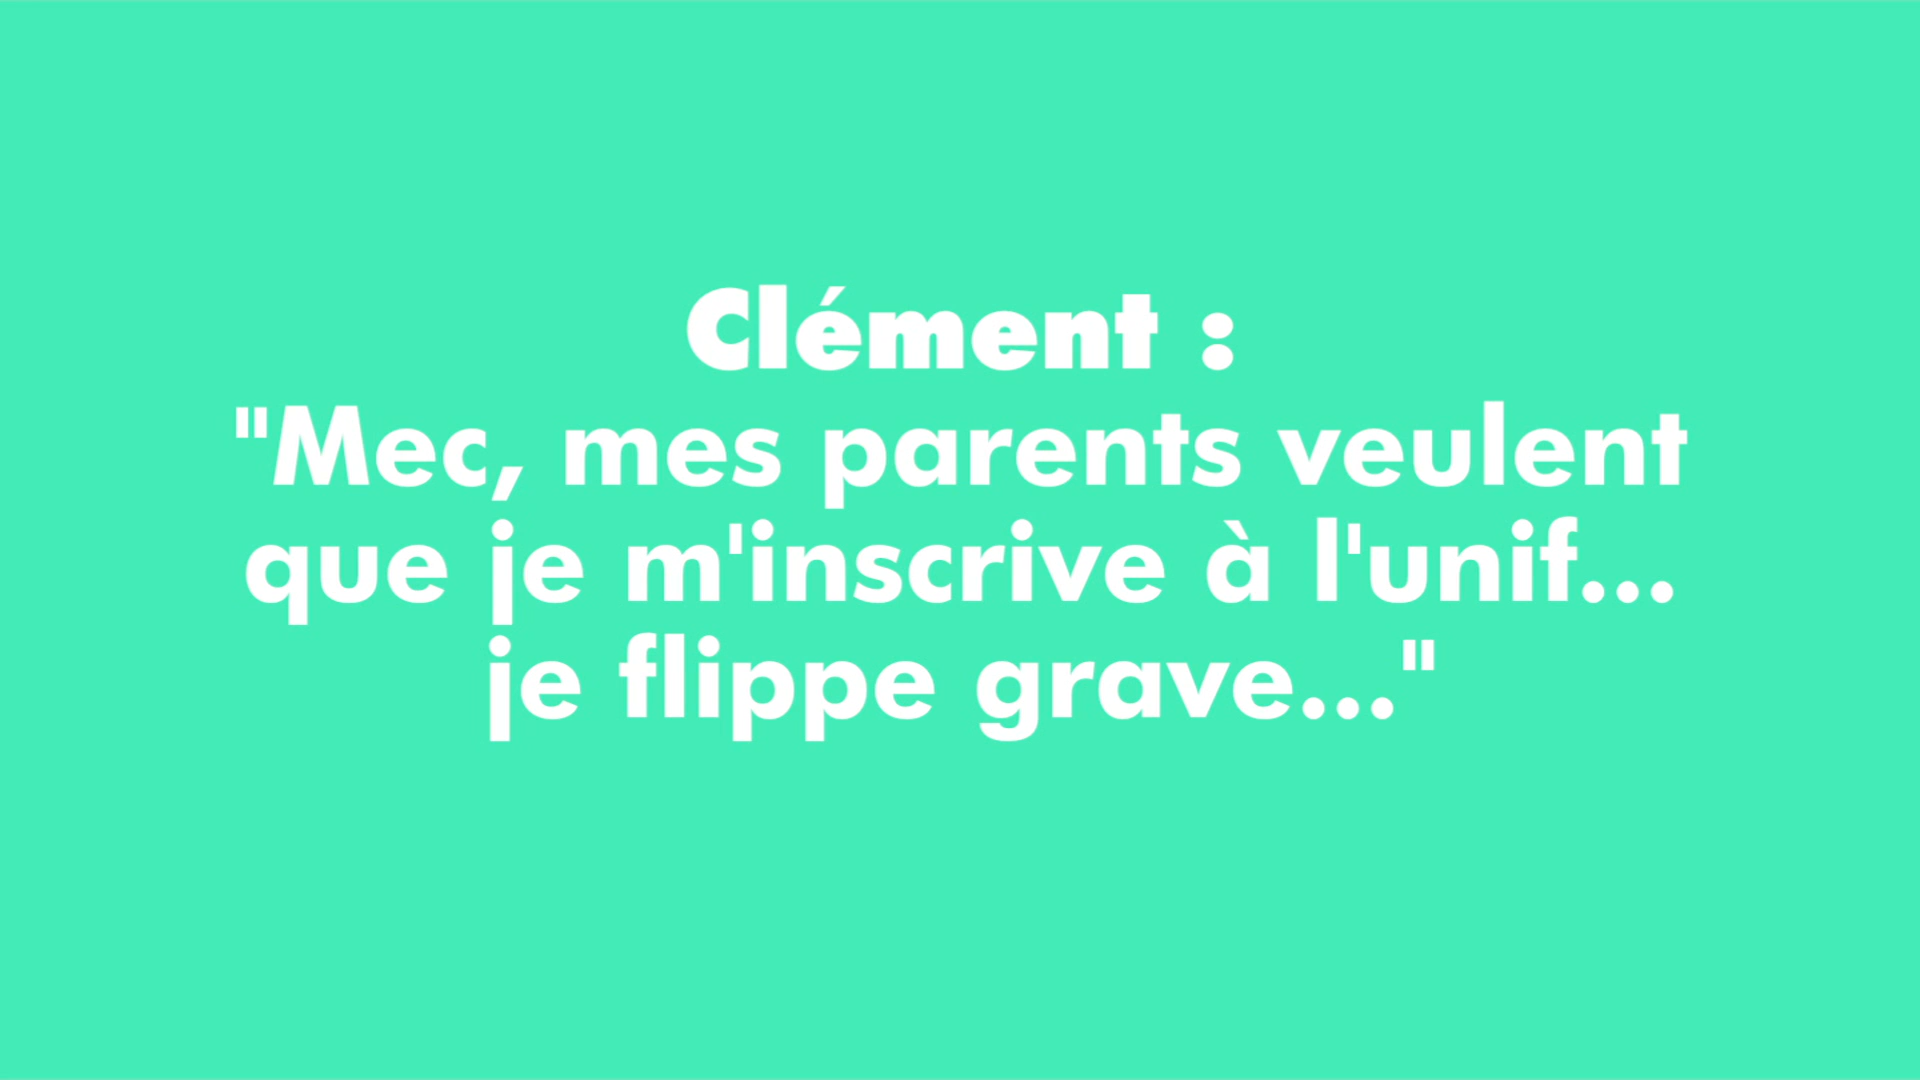 Clément :
"Mec, mes parents veulent
que je m'inscrive à l'unif...
je flippe grave..."